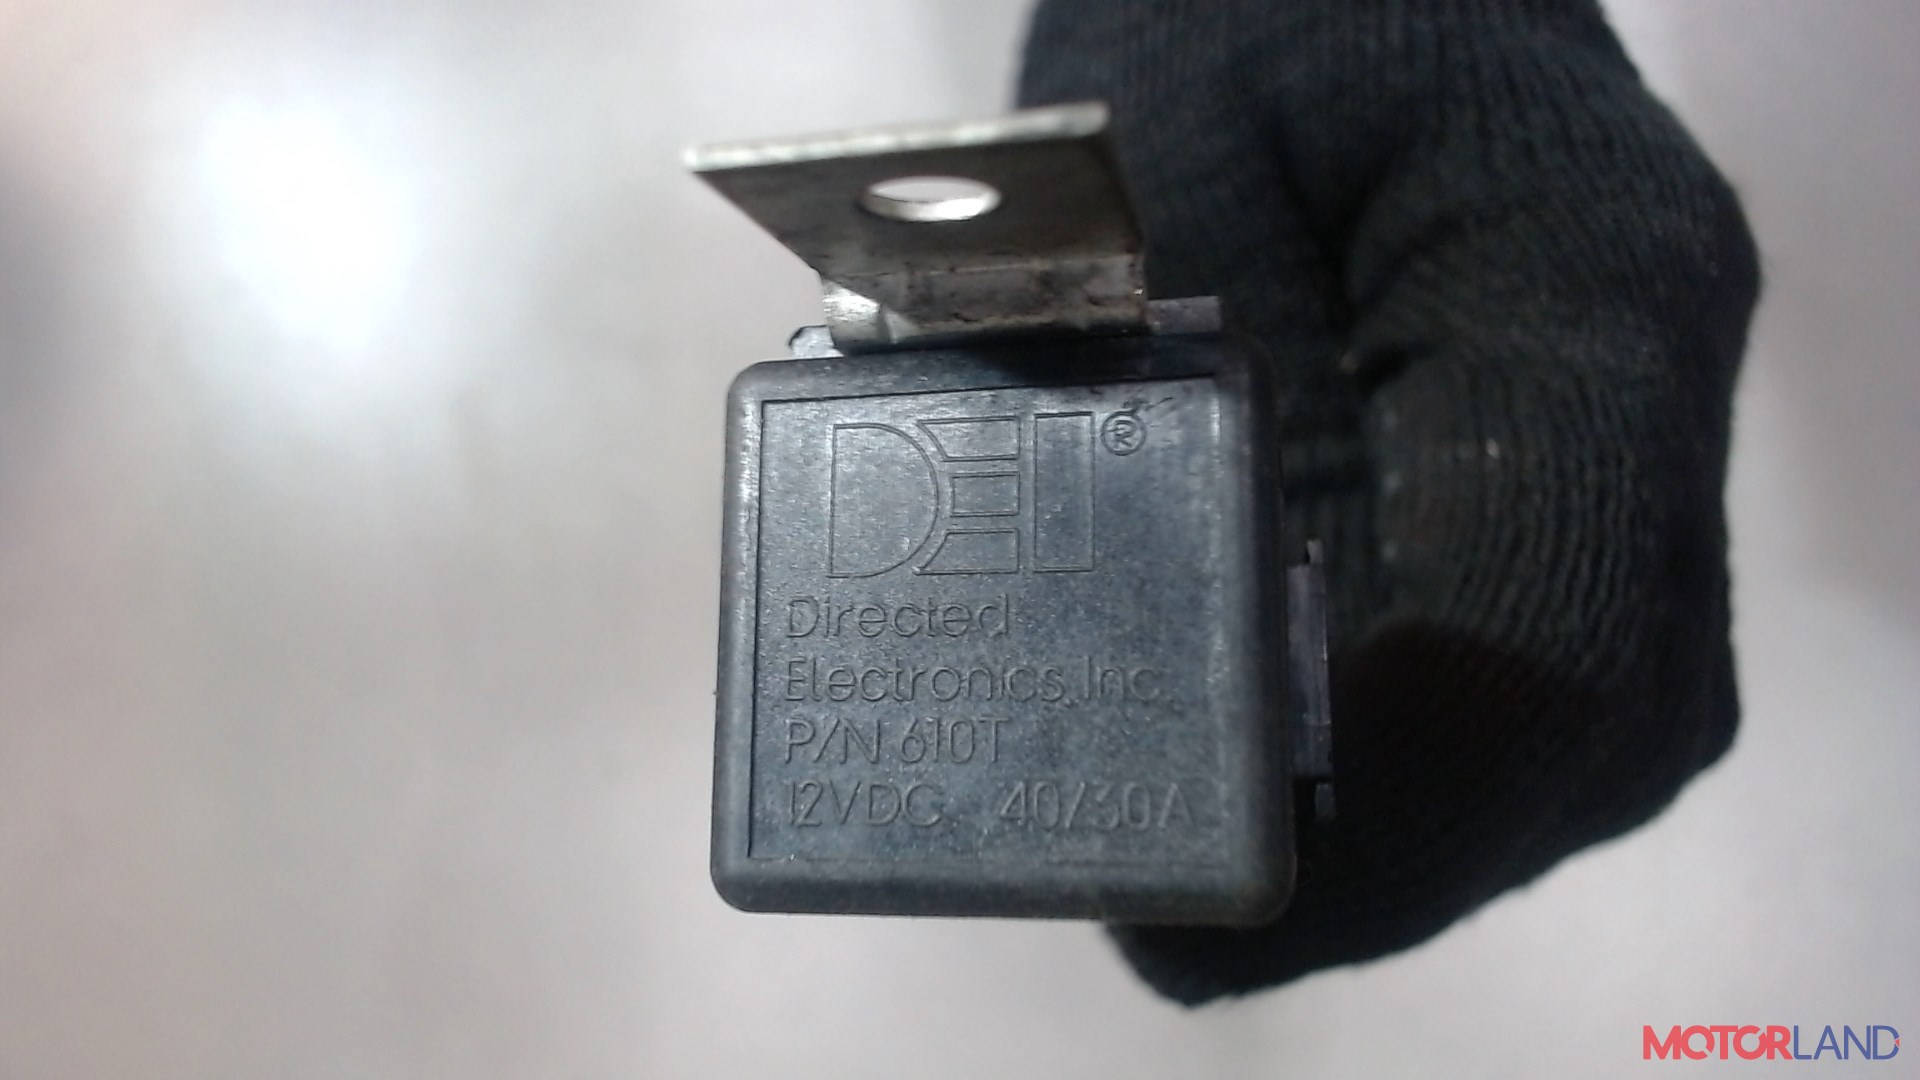 DEI®
Directed
Electronics, Inc.
P/N 610T
12VDC 40/30A
MOTORLAND